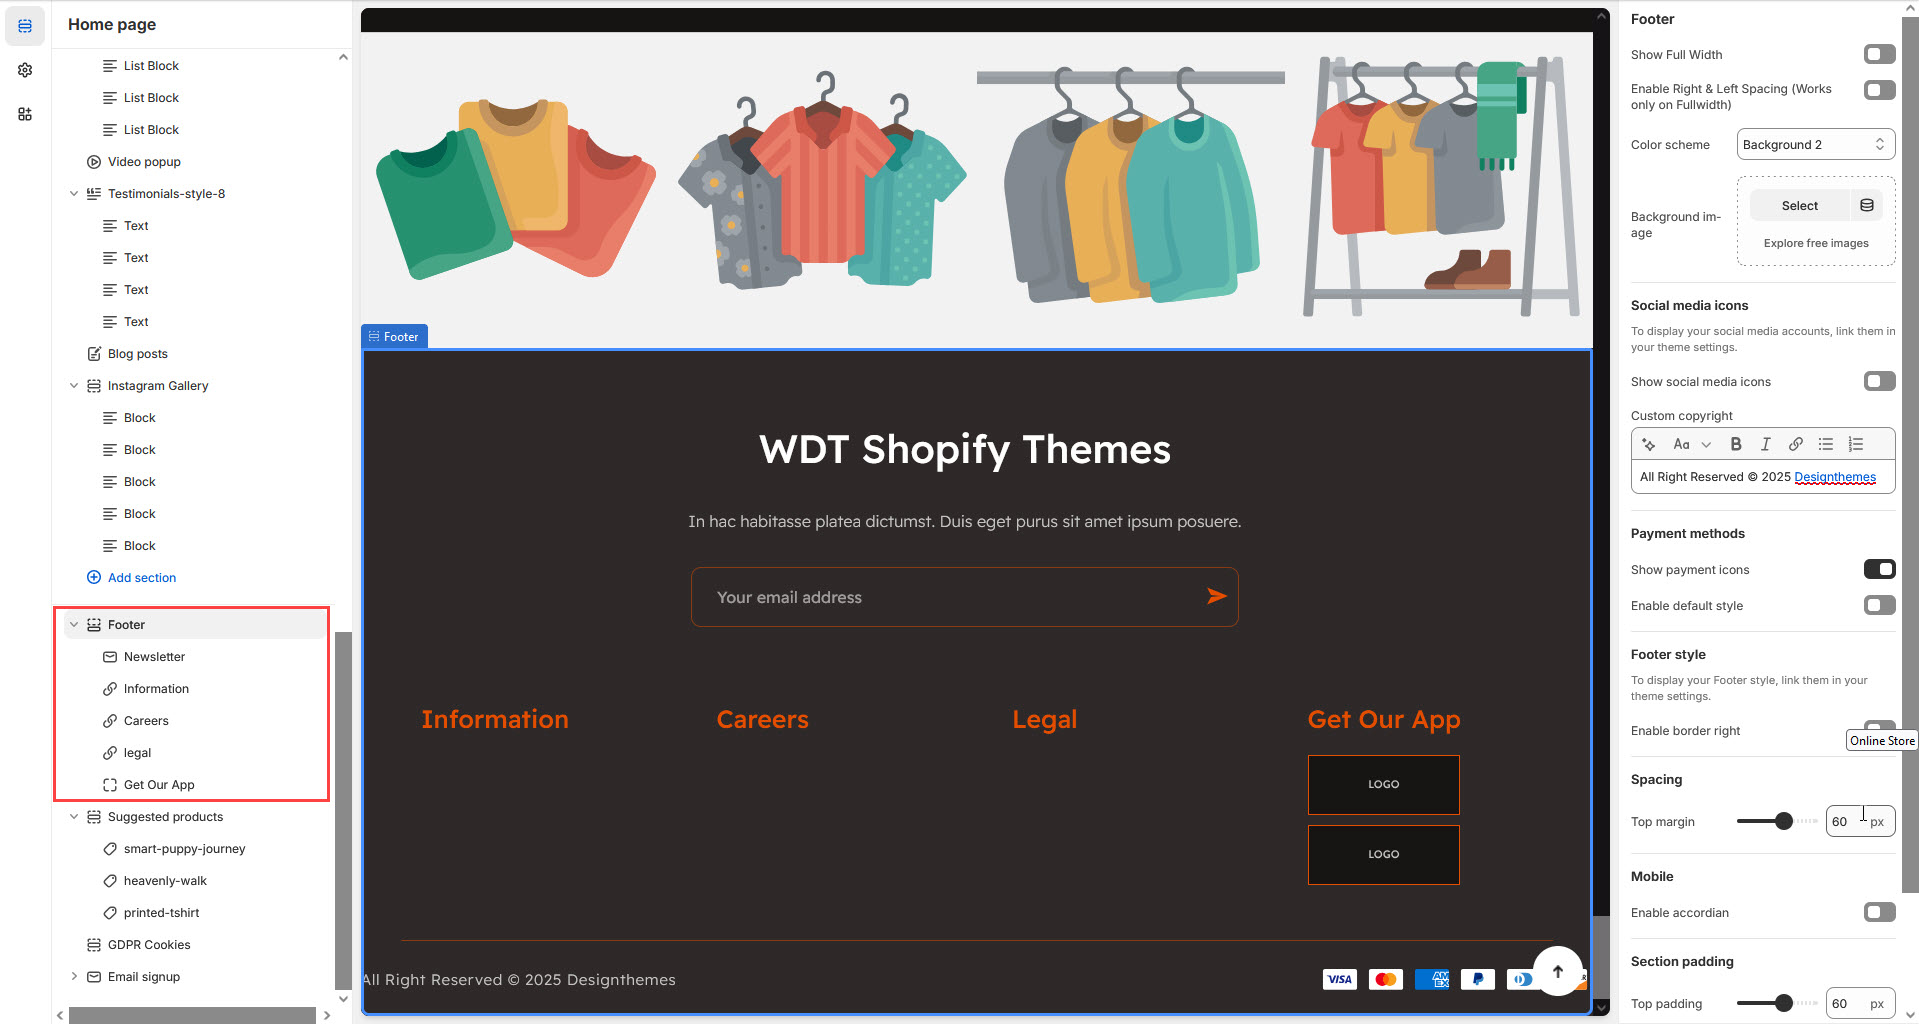 Home page
List Block
List Block
List Block
Video popup
Testimonials-style-8
Text
Text
Text
Text
Blog posts
Instagram Gallery
Block
Block
Block
Block
Block
Add section
Footer
Newsletter
Information
Careers
legal
Get Our App
Suggested products
smart-puppy-journey
heavenly-walk
printed-tshirt
GDPR Cookies
Email signup
Footer
WDT Shopify Themes
In hac habitasse platea dictumst. Duis eget purus sit amet ipsum posuere.
Your email address
Information
Careers
Legal
Get Our App
LOGO
LOGO
All Right Reserved © 2025 Designthemes
VISA
AM
EX
Footer
Show Full Width
Enable Right & Left Spacing (Works
only on Fullwidth)
Color scheme
Background 2
Background im-
age
Select
Explore free images
Social media icons
To display your social media accounts, link them in
your theme settings.
Show social media icons
Custom copyright
Aa
B I
All Right Reserved © 2025 Designthemes
Payment methods
Show payment icons
Enable default style
Footer style
To display your Footer style, link them in your
theme settings.
Enable border right
Online Store
Spacing
Top margin
60 px
Mobile
Enable accordian
Section padding
Top padding
60 px